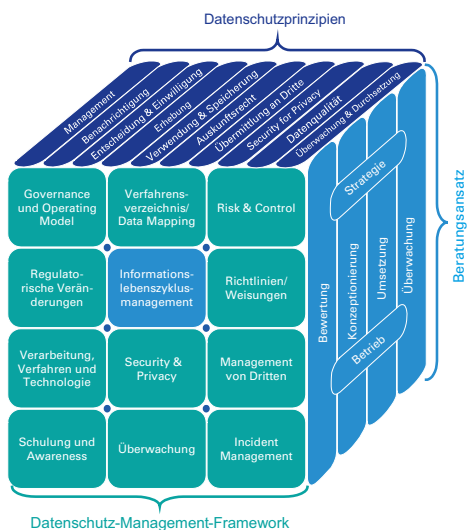 Datenschutzprinzipien
Management
Benachrichtigung
Entscheidung & Einwilligung
Erhebung
Verwendung & Speicherung
Auskunftsrecht
Übermittlung an Dritte
Security for Privacy
Datenqualität
Überwachung & Durchsetzung
Governance
und Operating
Model
Verfahrens-
verzeichnis/
Data Mapping
Risk & Control
Regulato-
rische Verän-
derungen
Informations-
lebenszyklus-
management
Richtlinien/
Weisungen
Verarbeitung,
Verfahren und
Technologie
Security &
Privacy
Management
von Dritten
Schulung und
Awareness
Überwachung
Incident
Management
Strategie
Bewertung
Konzeptionierung
Umsetzung
Überwachung
Betrieb
Beratungsansatz
Datenschutz-Management-Framework